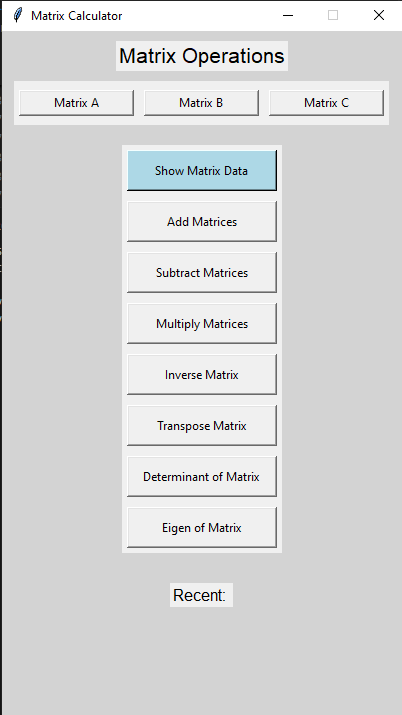 Matrix Calculator
Matrix Operations
Matrix A Matrix B Matrix C
Show Matrix Data
Add Matrices
Subtract Matrices
Multiply Matrices
Inverse Matrix
Transpose Matrix
Determinant of Matrix
Eigen of Matrix
Recent: